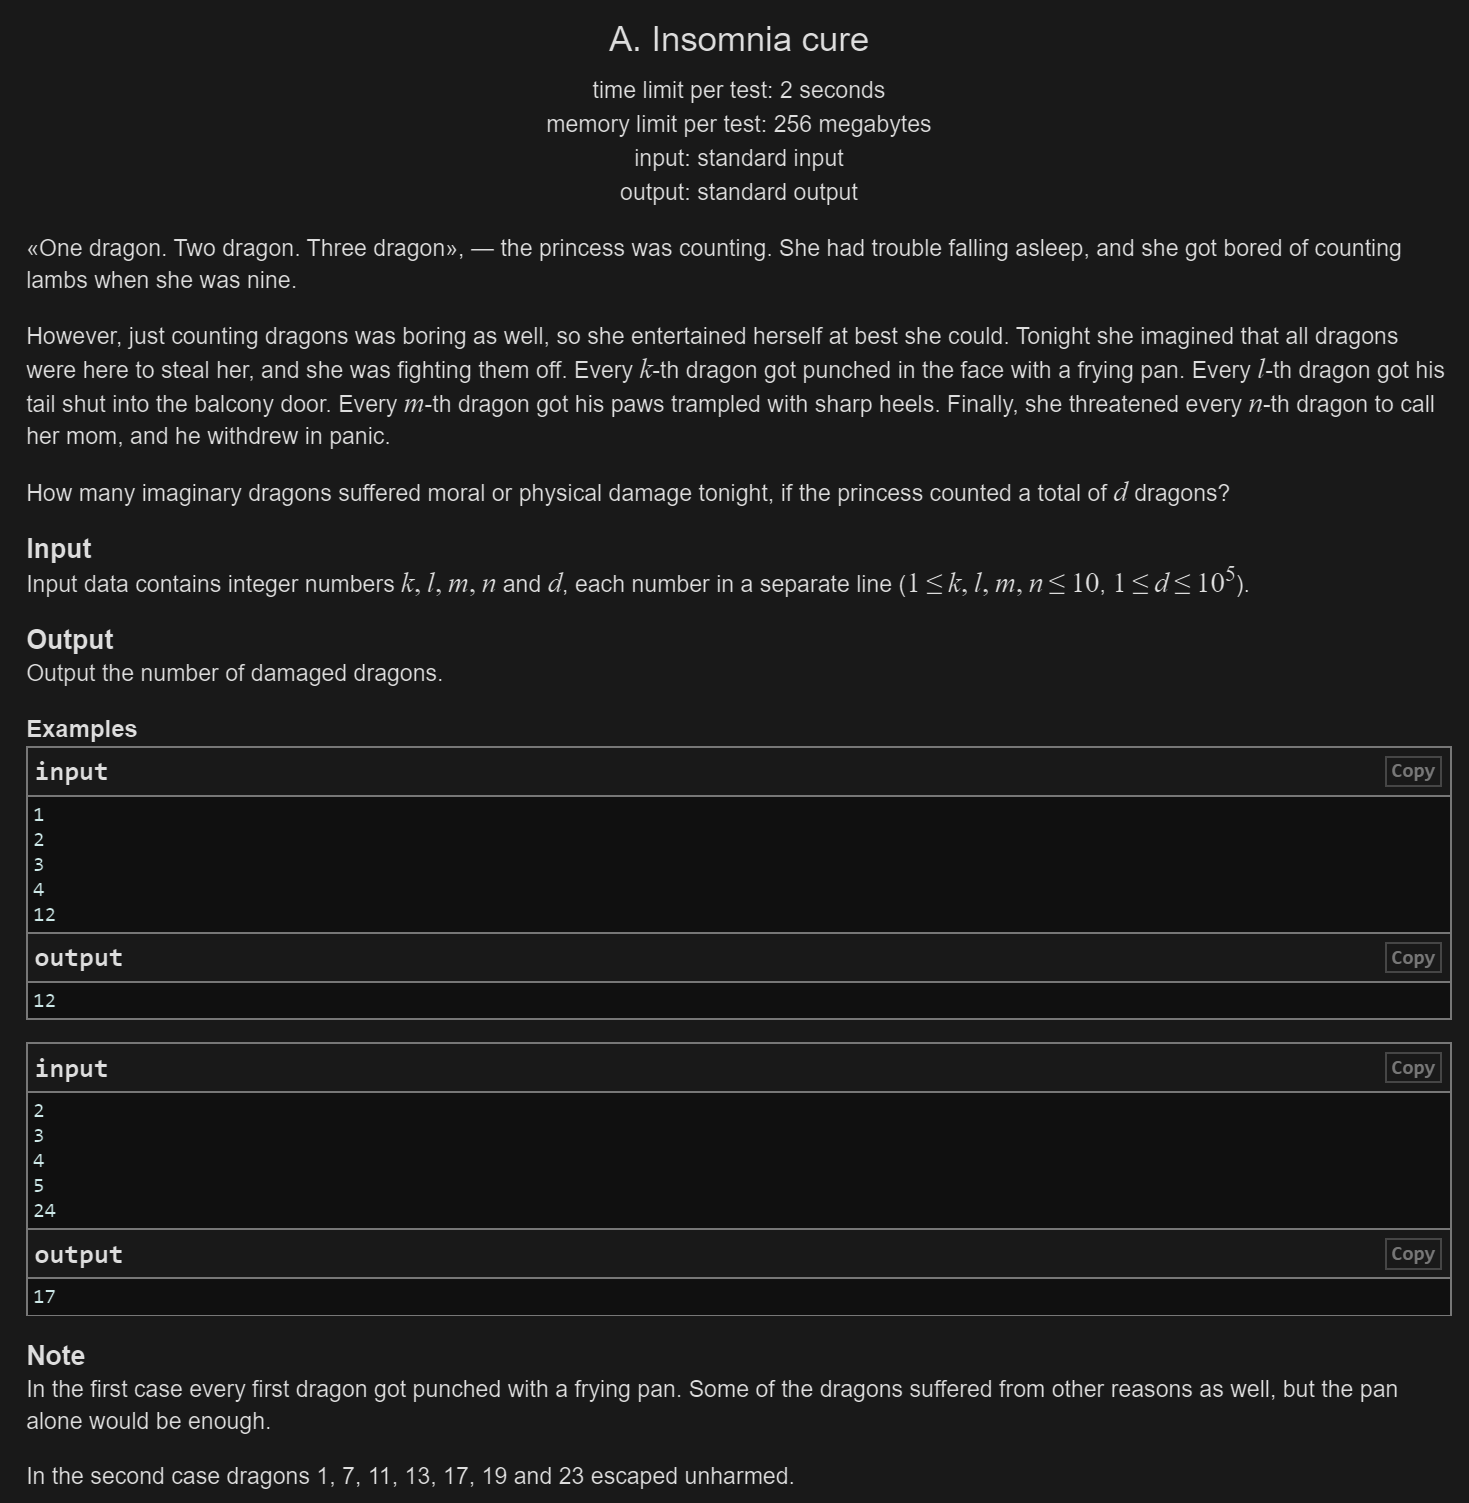 A. Insomnia cure
time limit per test: 2 seconds
memory limit per test: 256 megabytes
input: standard input
output: standard output
«One dragon. Two dragon. Three dragon», — the princess was counting. She had trouble falling asleep, and she got bored of counting
lambs when she was nine.
However, just counting dragons was boring as well, so she entertained herself at best she could. Tonight she imagined that all dragons
were here to steal her, and she was fighting them off. Every k-th dragon got punched in the face with a frying pan. Every l-th dragon got his
tail shut into the balcony door. Every m-th dragon got his paws trampled with sharp heels. Finally, she threatened every n-th dragon to call
her mom, and he withdrew in panic.
How many imaginary dragons suffered moral or physical damage tonight, if the princess counted a total of d dragons?
Input
Input data contains integer numbers k, l, m, n and d, each number in a separate line (1 ≤ k, l, m, n ≤ 10, 1 ≤ d ≤ 10⁵).
Output
Output the number of damaged dragons.
Examples
input Copy
1
2
3
4
12
output Copy
12
input Copy
2
3
4
5
24
output Copy
17
Note
In the first case every first dragon got punched with a frying pan. Some of the dragons suffered from other reasons as well, but the pan
alone would be enough.
In the second case dragons 1, 7, 11, 13, 17, 19 and 23 escaped unharmed.